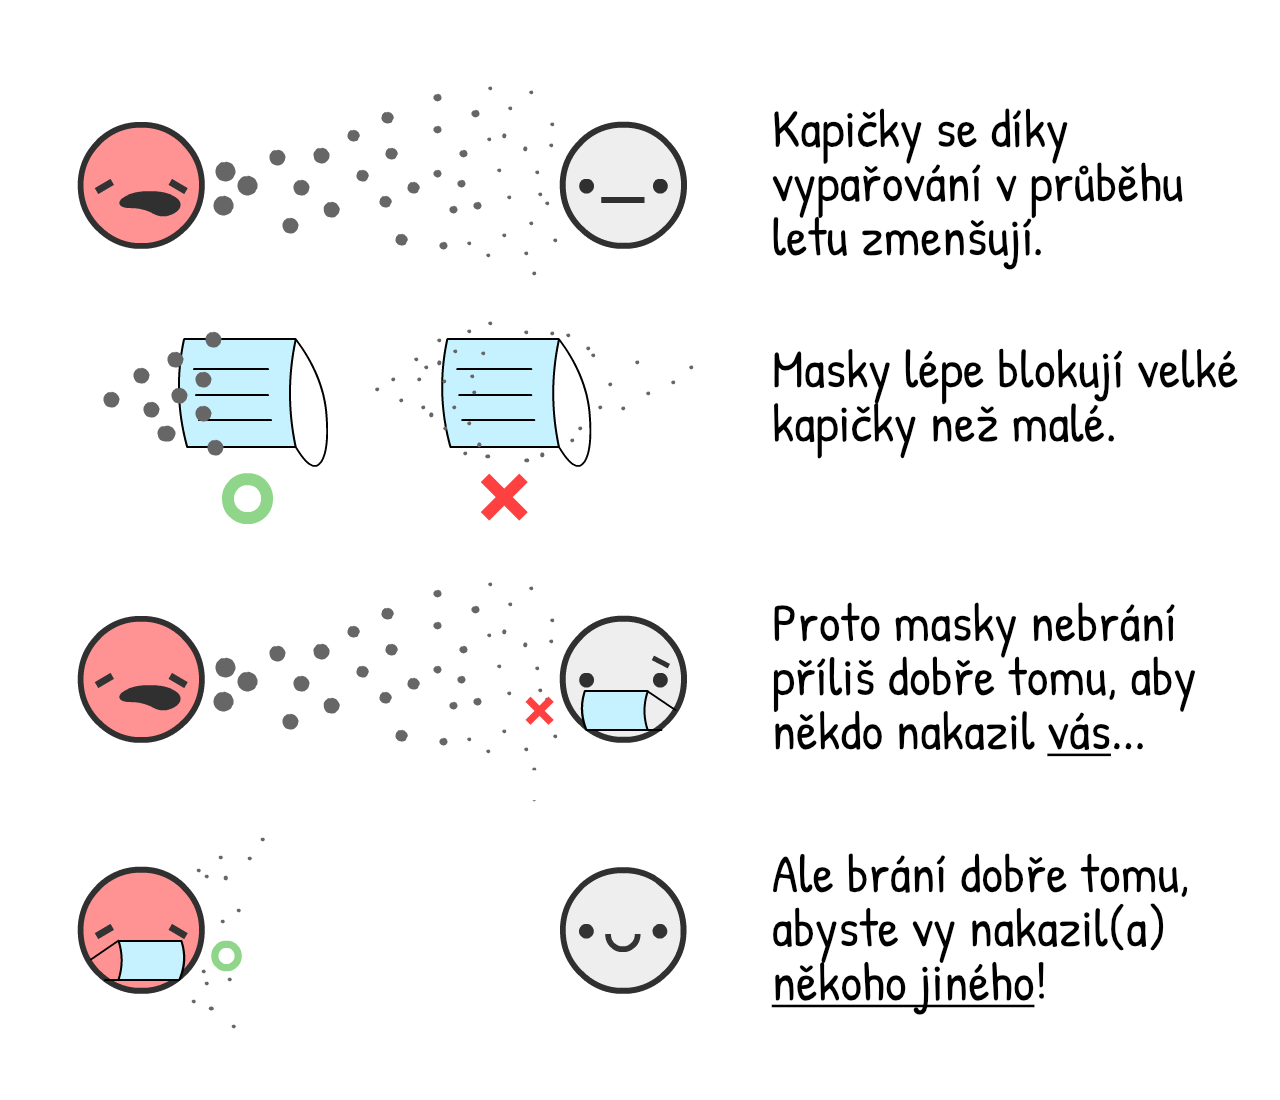 Kapičky se díky
vypařování v průběhu
letu zmenšují.
Masky lépe blokují velké
kapičky než malé.
Proto masky nebrání
příliš dobře tomu, aby
někdo nakazil vás...
Ale brání dobře tomu,
abyste vy nakazil(a)
někoho jiného!